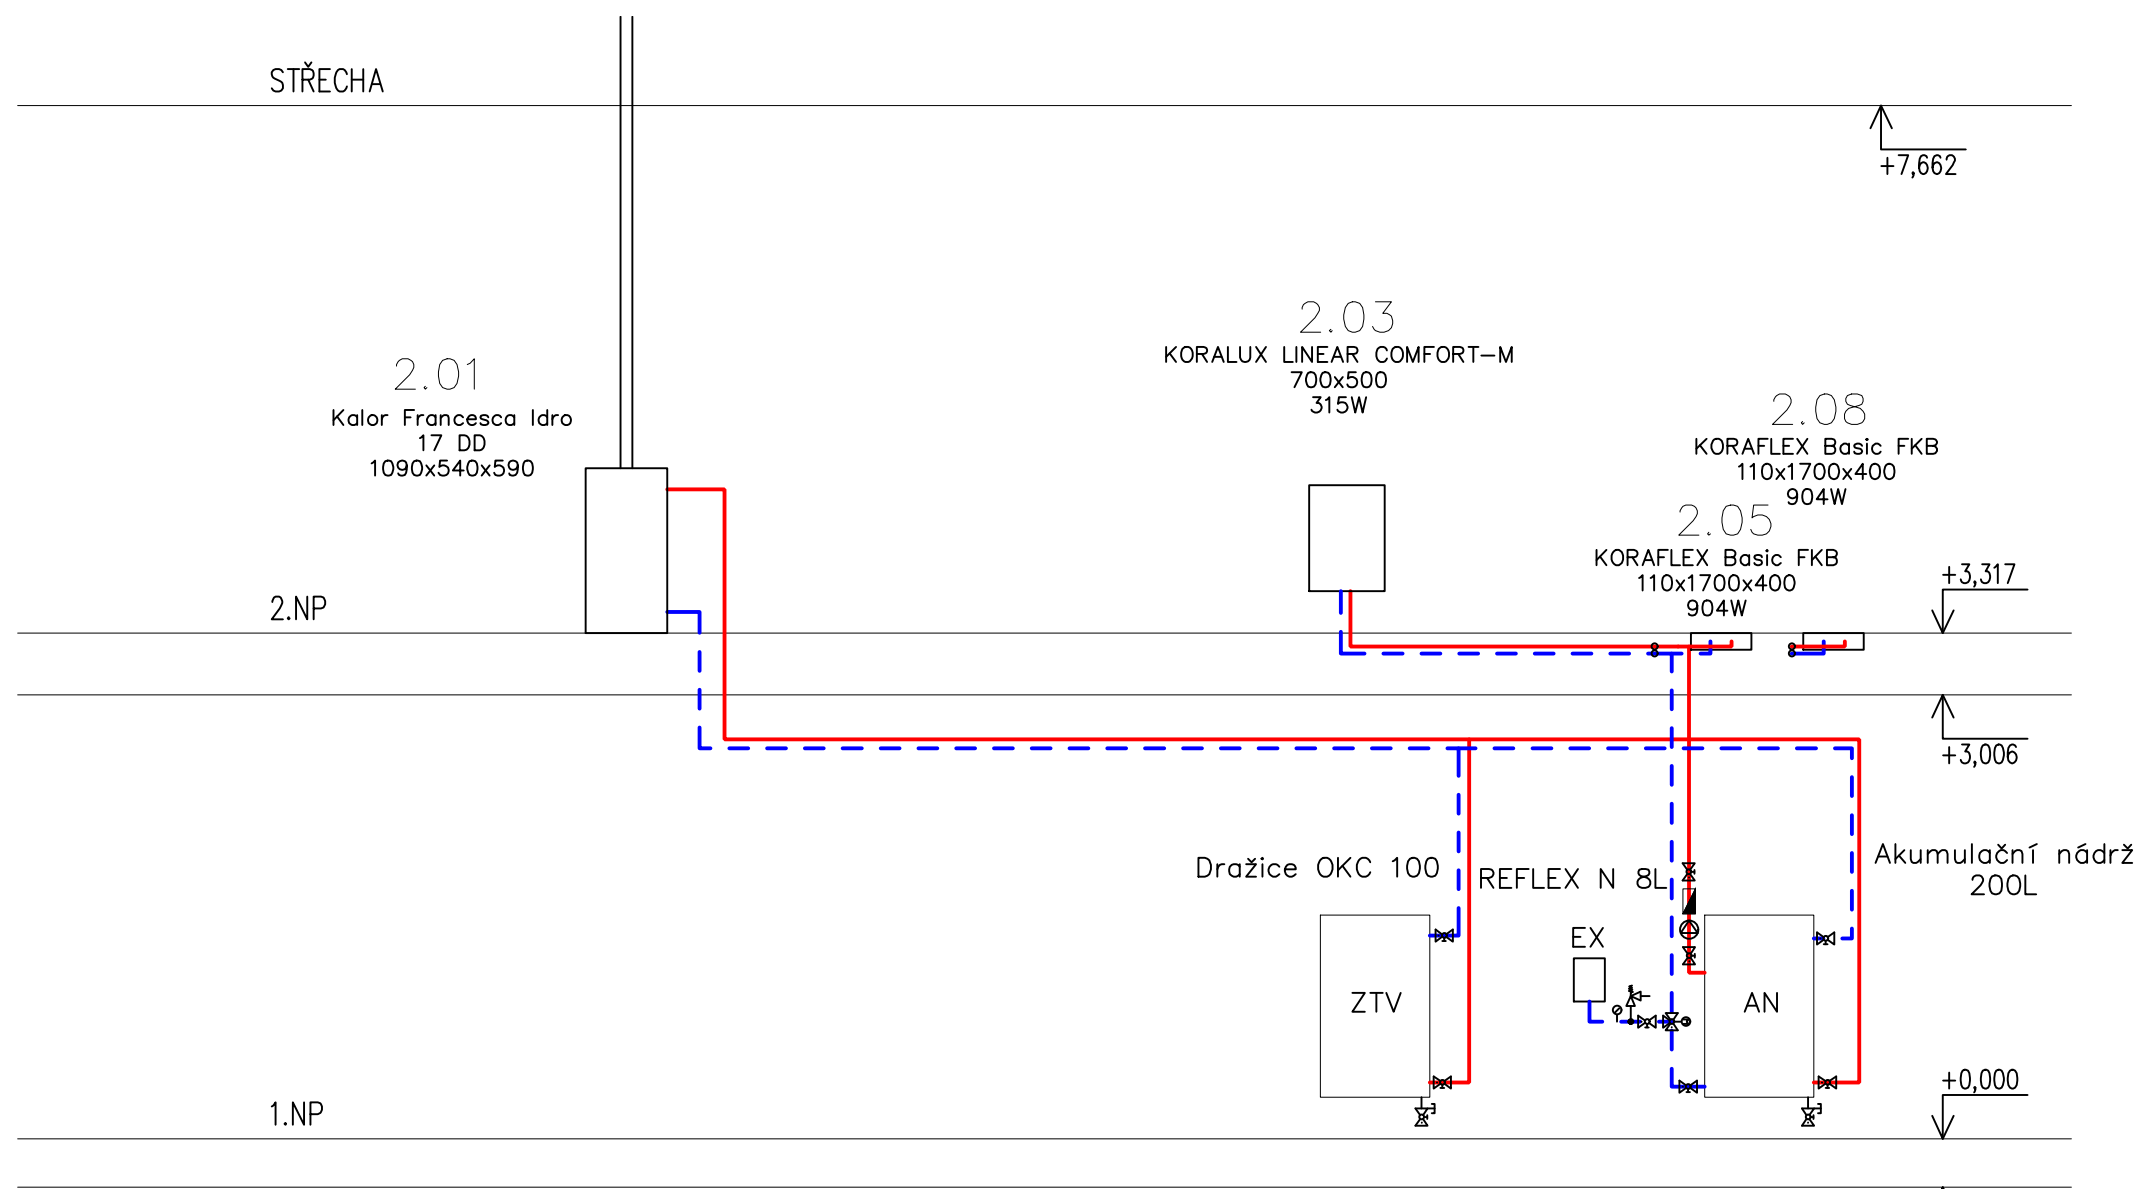 STŘECHA
+7,662
2.03
KORALUX LINEAR COMFORT-M
700x500
315W
2.01
Kalor Francesca Idro
17 DD
1090x540x590
2.08
KORAFLEX Basic FKB
110x1700x400
904W
2.05
KORAFLEX Basic FKB
110x1700x400
904W
+3,317
2.NP
+3,006
Dražice OKC 100
REFLEX N 8L
Akumulační nádrž
200L
EX
ZTV
AN
+0,000
1.NP